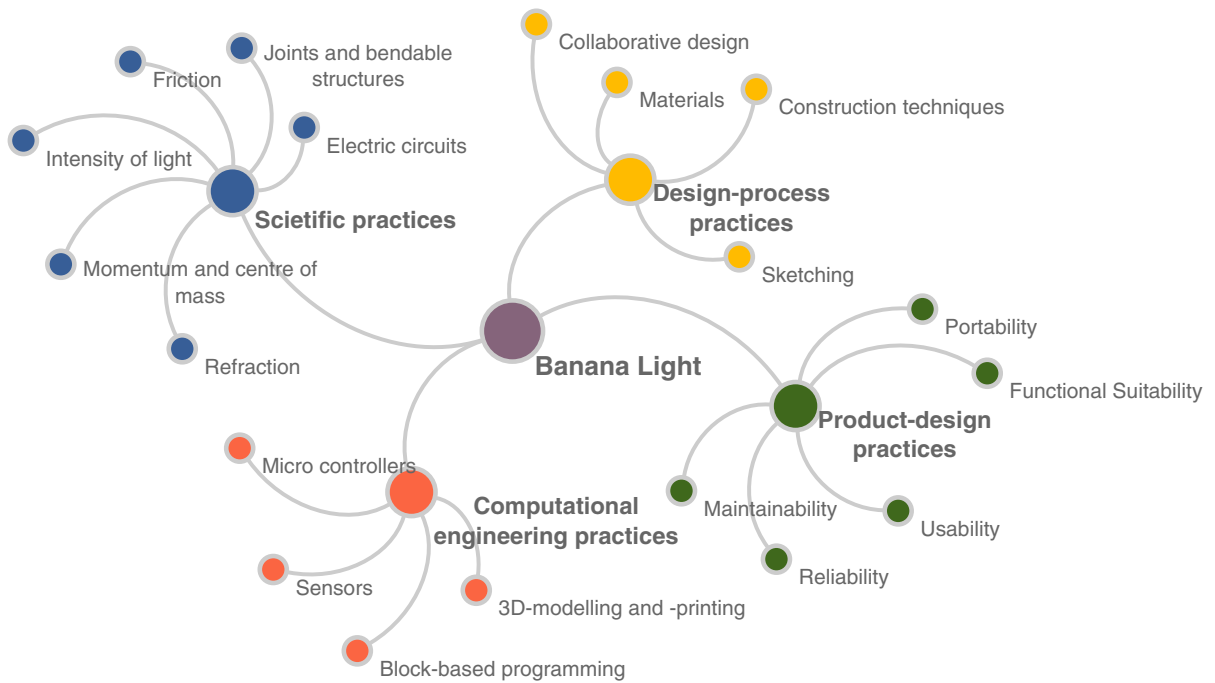 Collaborative design
Joints and bendable
structures
Friction
Materials
Construction techniques
Electric circuits
Intensity of light
Design-process
practices
Scietific practices
Sketching
Momentum and centre of
mass
Portability
Refraction
Banana Light
Functional Suitability
Product-design
practices
Micro controllers
Computational
engineering practices
Maintainability
Usability
Reliability
Sensors
3D-modelling and -printing
Block-based programming